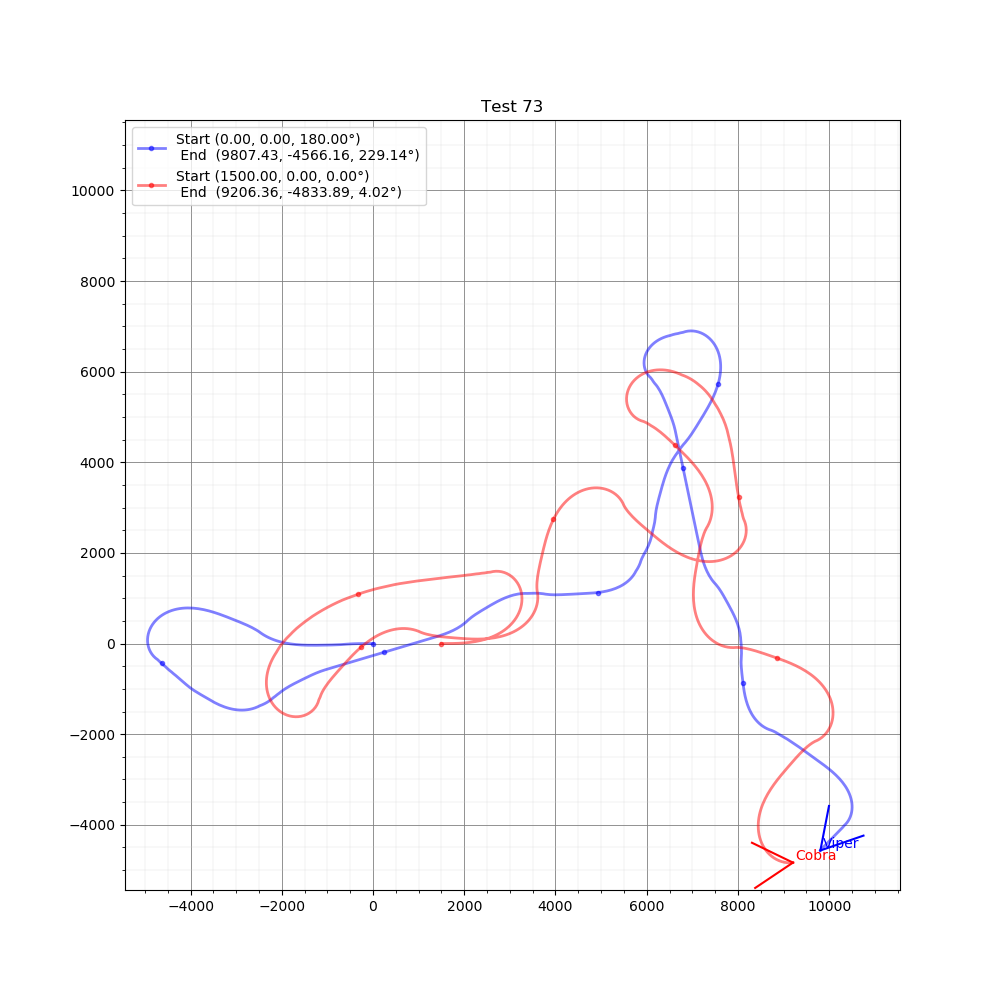 Test 73
Start (0.00, 0.00, 180.00°)
End (9807.43, -4566.16, 229.14°)
Start (1500.00, 0.00, 0.00°)
End (9206.36, -4833.89, 4.02°)
10000
8000
6000
4000
2000
0
−2000
−4000
Viper
Cobra
−4000 −2000 0 2000 4000 6000 8000 10000